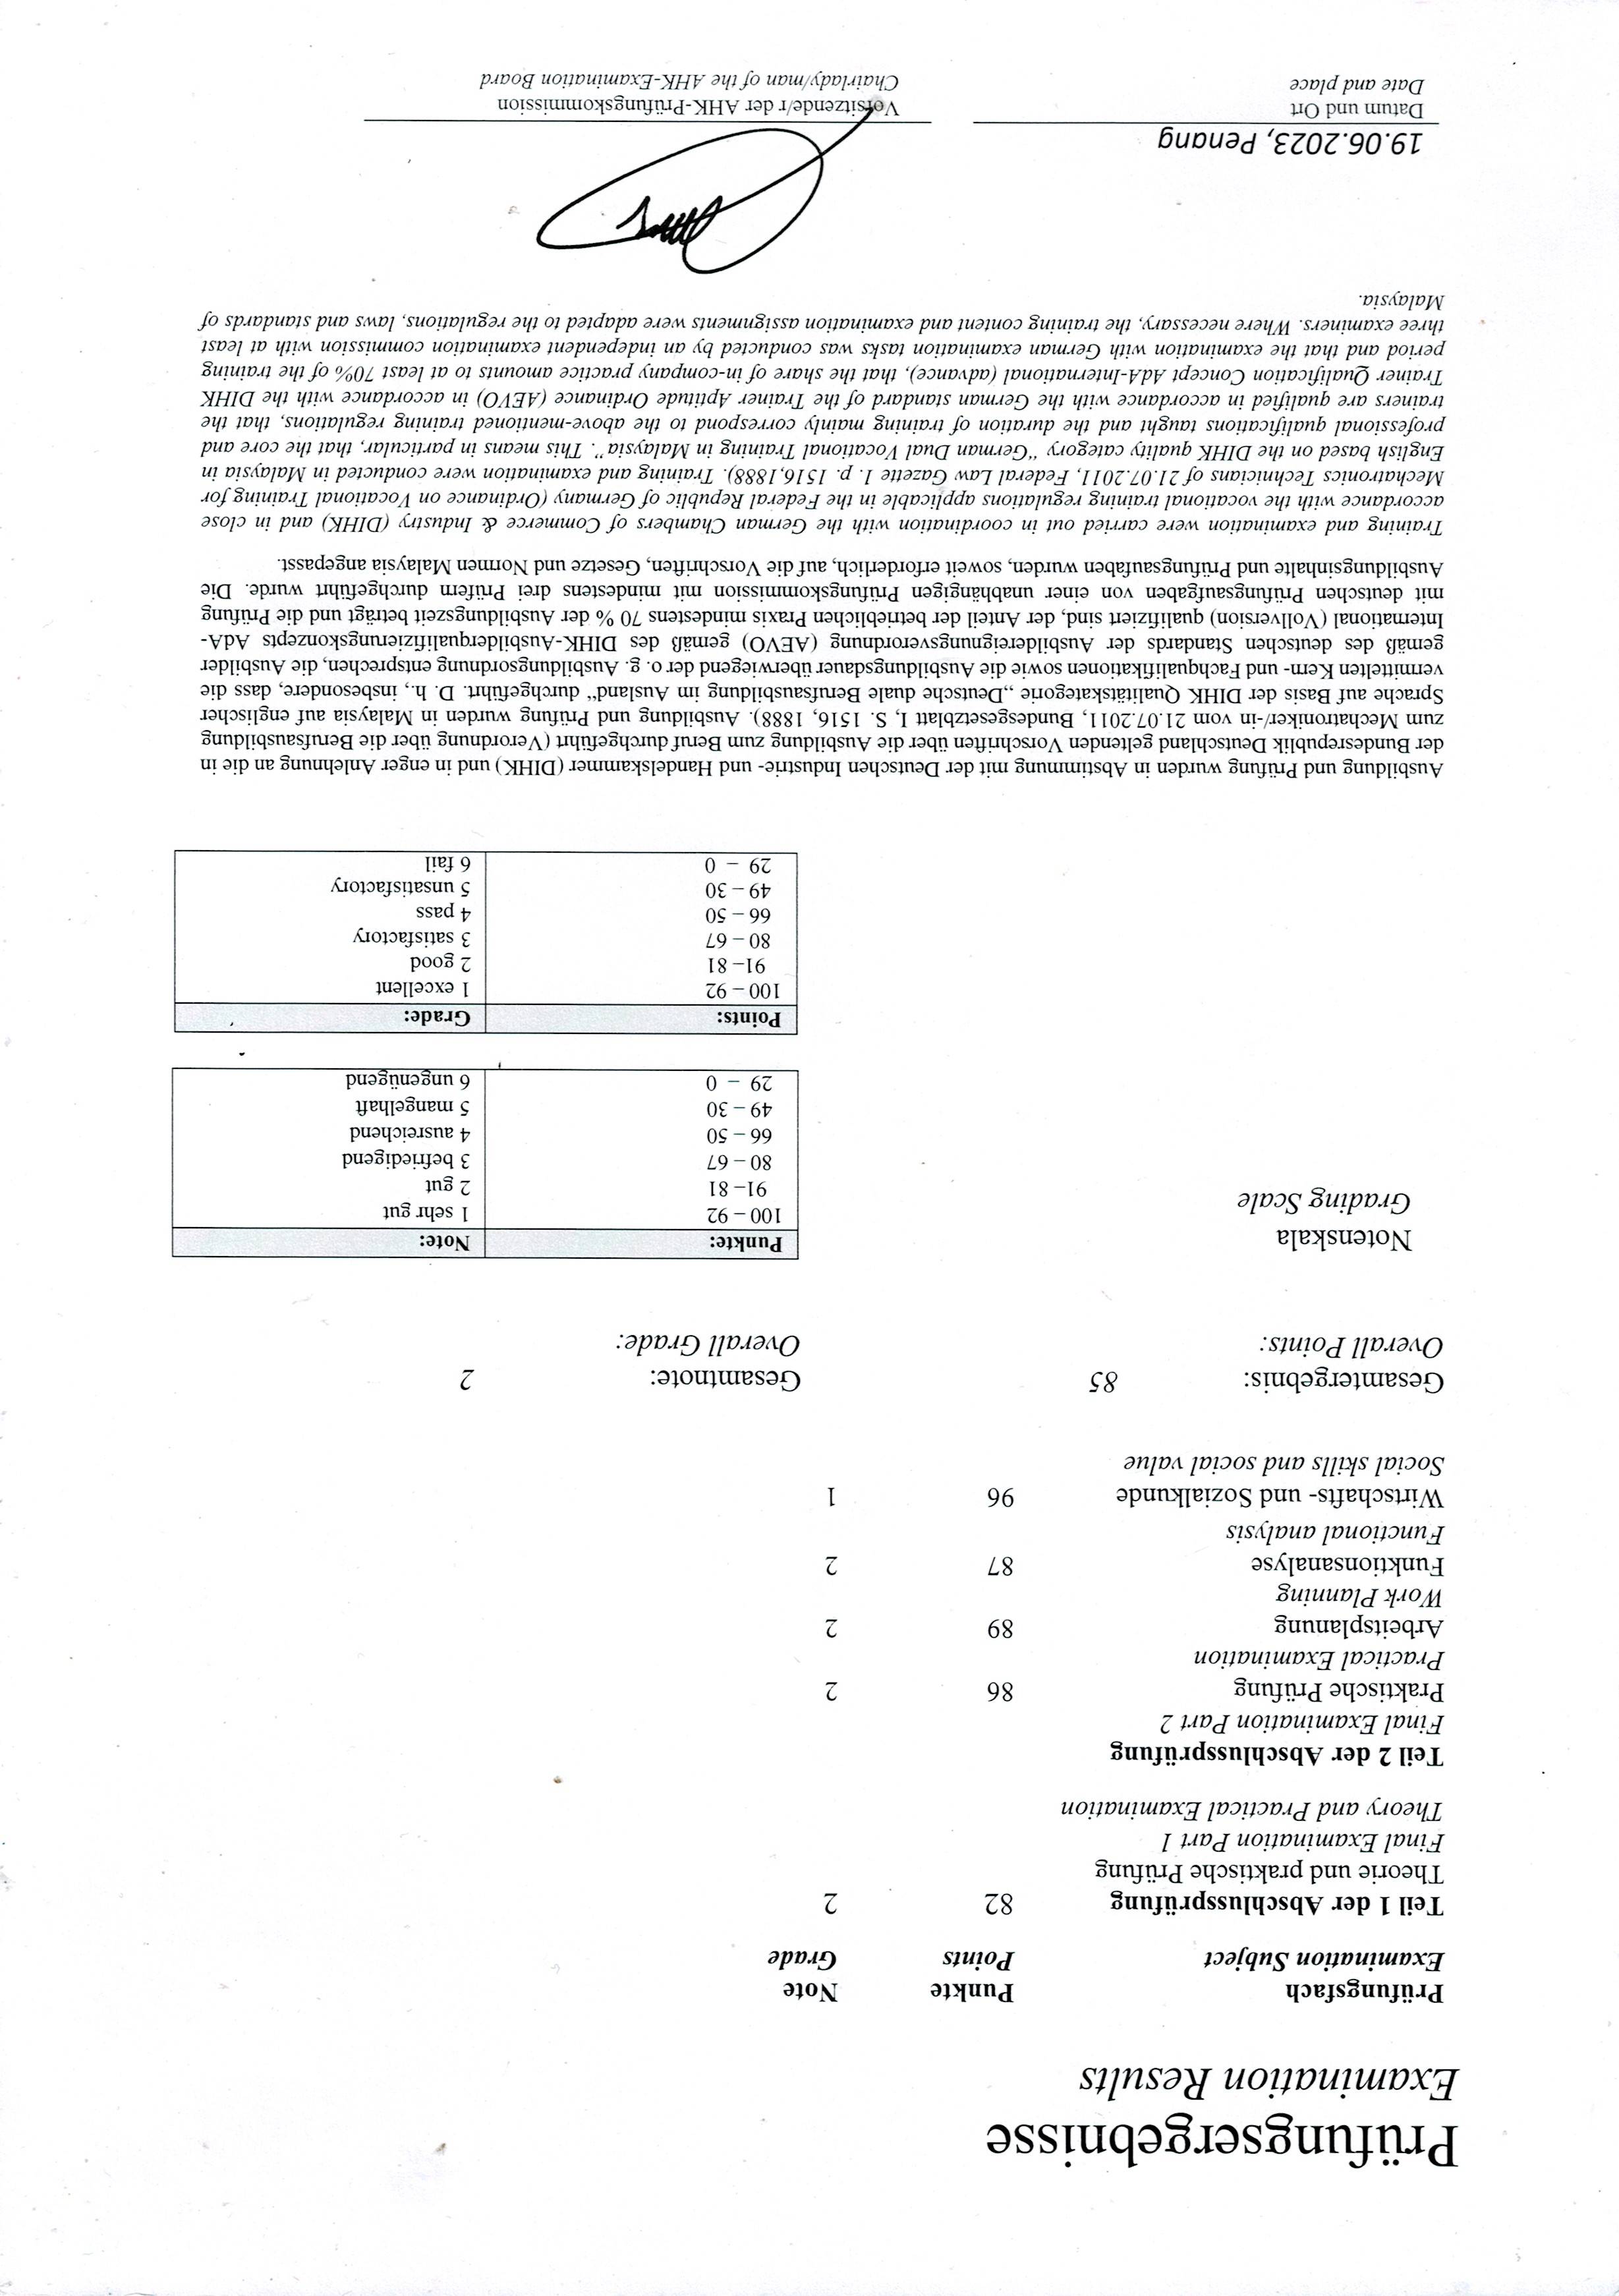 Prüfungsergebnisse
Examination Results
Prüfungsfach Punkte Note
Examination Subject Points Grade
Teil 1 der Abschlussprüfung 82 2
Theorie und praktische Prüfung
Final Examination Part 1
Theory and Practical Examination
Teil 2 der Abschlussprüfung
Final Examination Part 2
Praktische Prüfung 86 2
Practical Examination
Arbeitsplanung 89 2
Work Planning
Funktionsanalyse 87 2
Functional analysis
Wirtschafts- und Sozialkunde 96 1
Social skills and social value
Gesamtergebnis: 85 Gesamtnote: 2
Overall Points: Overall Grade:
Notenskala
Grading Scale
Punkte: Note:
100 – 92 1 sehr gut
91– 81 2 gut
80 – 67 3 befriedigend
66 – 50 4 ausreichend
49 – 30 5 mangelhaft
29 – 0 6 ungenügend
Points: Grade:
100 – 92 1 excellent
91– 81 2 good
80 – 67 3 satisfactory
66 – 50 4 pass
49 – 30 5 unsatisfactory
29 – 0 6 fail
Ausbildung und Prüfung wurden in Abstimmung mit der Deutschen Industrie- und Handelskammer (DIHK) und in enger Anlehnung an die in
der Bundesrepublik Deutschland geltenden Vorschriften über die Ausbildung zum Beruf durchgeführt (Verordnung über die Berufsausbildung
zum Mechatroniker/-in vom 21.07.2011, Bundesgesetzblatt I, S. 1516, 1888). Ausbildung und Prüfung wurden in Malaysia auf englischer
Sprache auf Basis der DIHK Qualitätskategorie „Deutsche duale Berufsausbildung im Ausland“ durchgeführt. D. h., insbesondere, dass die
vermittelten Kern- und Fachqualifikationen sowie die Ausbildungsdauer überwiegend der o. g. Ausbildungsordnung entsprechen, die Ausbilder
gemäß des deutschen Standards der Ausbildereignungsverordnung (AEVO) gemäß des DIHK-Ausbilderqualifizierungskonzepts AdA-
International (Vollversion) qualifiziert sind, der Anteil der betrieblichen Praxis mindestens 70 % der Ausbildungszeit beträgt und die Prüfung
mit deutschen Prüfungsaufgaben von einer unabhängigen Prüfungskommission mit mindestens drei Prüfern durchgeführt wurde. Die
Ausbildungsinhalte und Prüfungsaufaben wurden, soweit erforderlich, auf die Vorschriften, Gesetze und Normen Malaysia angepasst.
Training and examination were carried out in coordination with the German Chambers of Commerce & Industry (DIHK) and in close
accordance with the vocational training regulations applicable in the Federal Republic of Germany (Ordinance on Vocational Training for
Mechatronics Technicians of 21.07.2011, Federal Law Gazette 1. p. 1516,1888). Training and examination were conducted in Malaysia in
English based on the DIHK quality category “German Dual Vocational Training in Malaysia”. This means in particular, that the core and
professional qualifications taught and the duration of training mainly correspond to the above-mentioned training regulations, that the
trainers are qualified in accordance with the German standard of the Trainer Aptitude Ordinance (AEVO) in accordance with the DIHK
Trainer Qualification Concept AdA-International (advance), that the share of in-company practice amounts to at least 70% of the training
period and that the examination with German examination tasks was conducted by an independent examination commission with at least
three examiners. Where necessary, the training content and examination assignments were adapted to the regulations, laws and standards of
Malaysia.
19.06.2023, Penang
Datum und Ort Vorsitzende/r der AHK-Prüfungskommission
Date and place Chairlady/man of the AHK-Examination Board